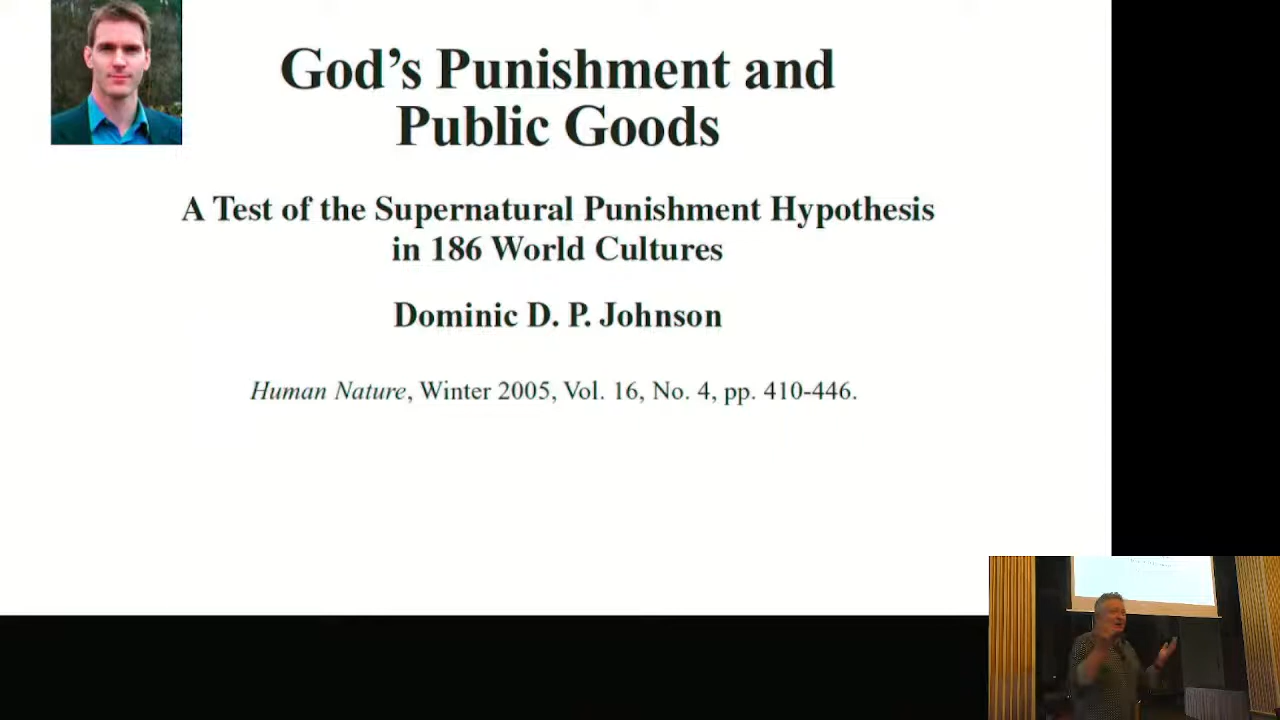 God’s Punishment and
Public Goods
A Test of the Supernatural Punishment Hypothesis
in 186 World Cultures
Dominic D. P. Johnson
Human Nature, Winter 2005, Vol. 16, No. 4, pp. 410-446.